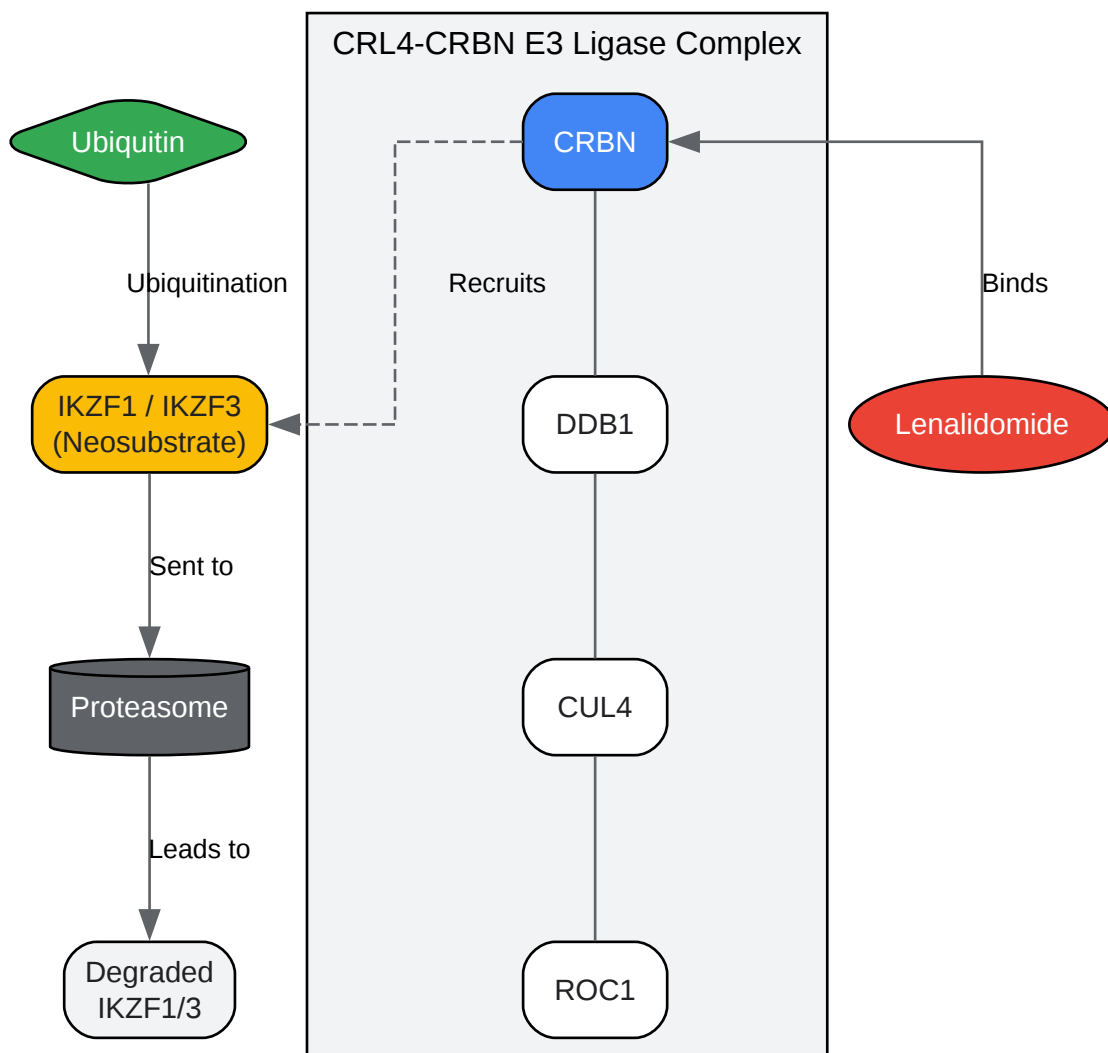 CRL4-CRBN E3 Ligase Complex
Ubiquitin
CRBN
Ubiquitination
Recruits
Binds
IKZF1 / IKZF3
(Neosubstrate)
DDB1
Lenalidomide
Sent to
Proteasome
CUL4
Leads to
Degraded
IKZF1/3
ROC1